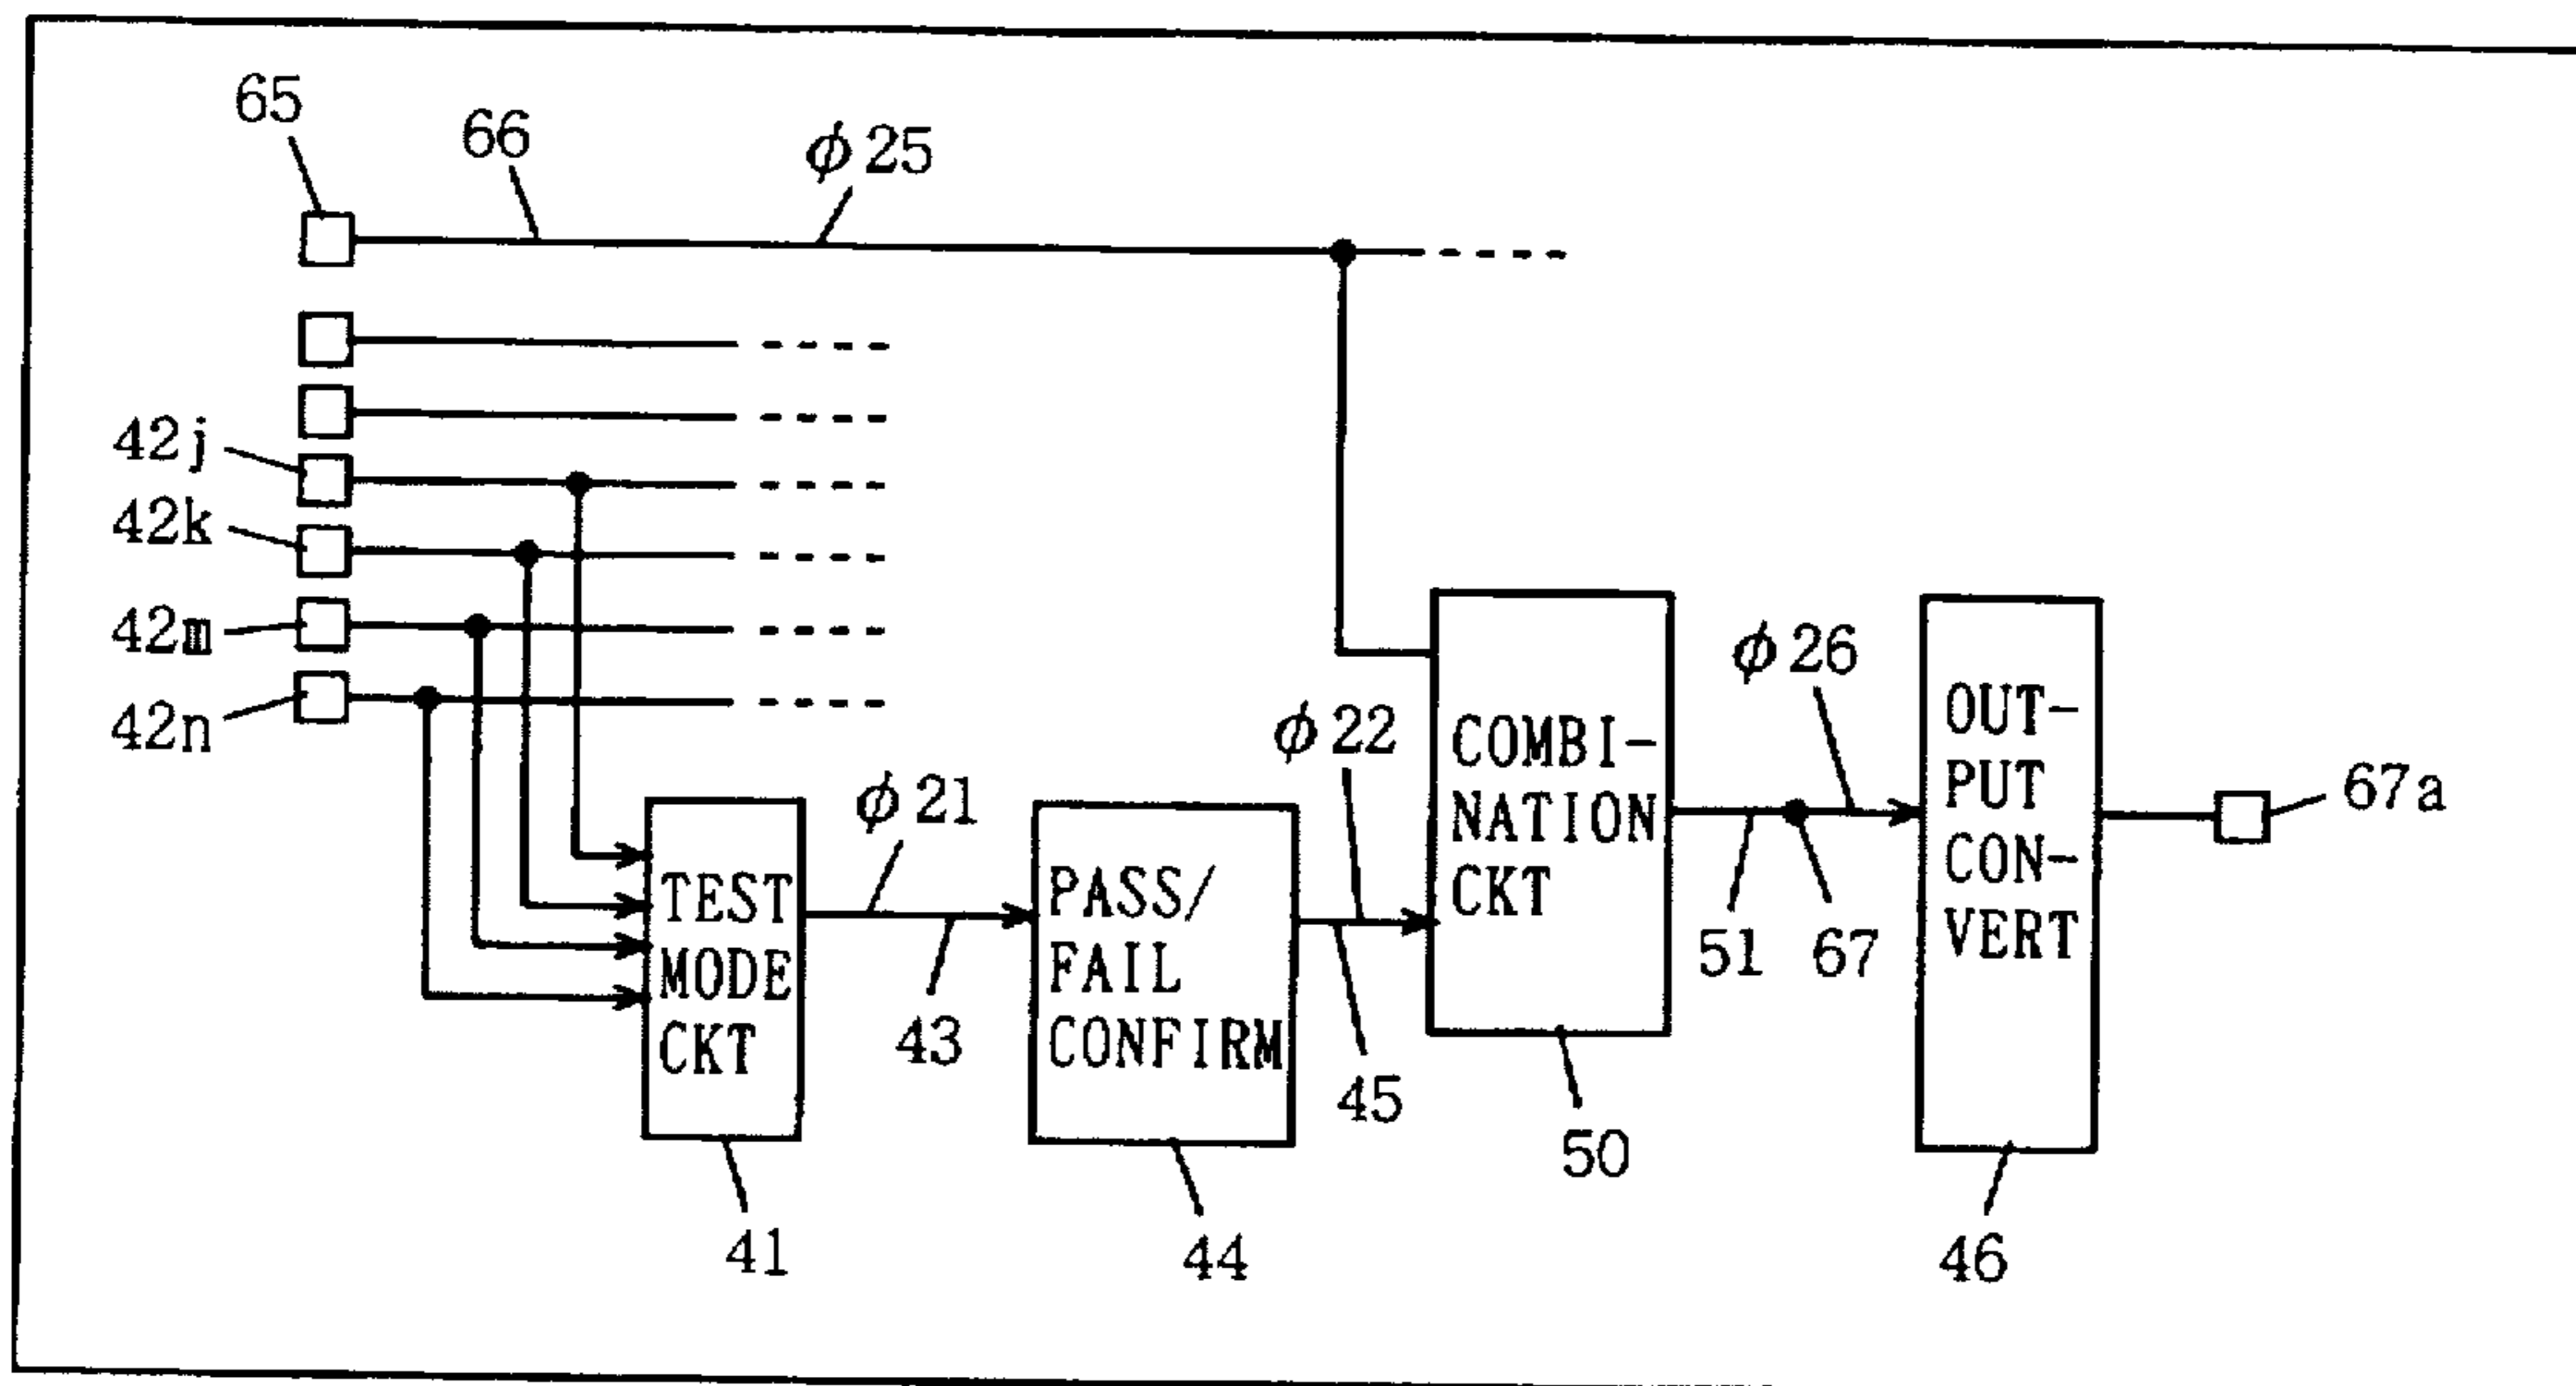 65
66
φ25
42j
42k
42m
42n
φ21
43
φ22
45
φ26
51
67
67a
TEST
MODE
CKT
PASS/
FAIL
CONFIRM
COMBI-
NATION
CKT
OUT-
PUT
CON-
VERT
41
44
50
46